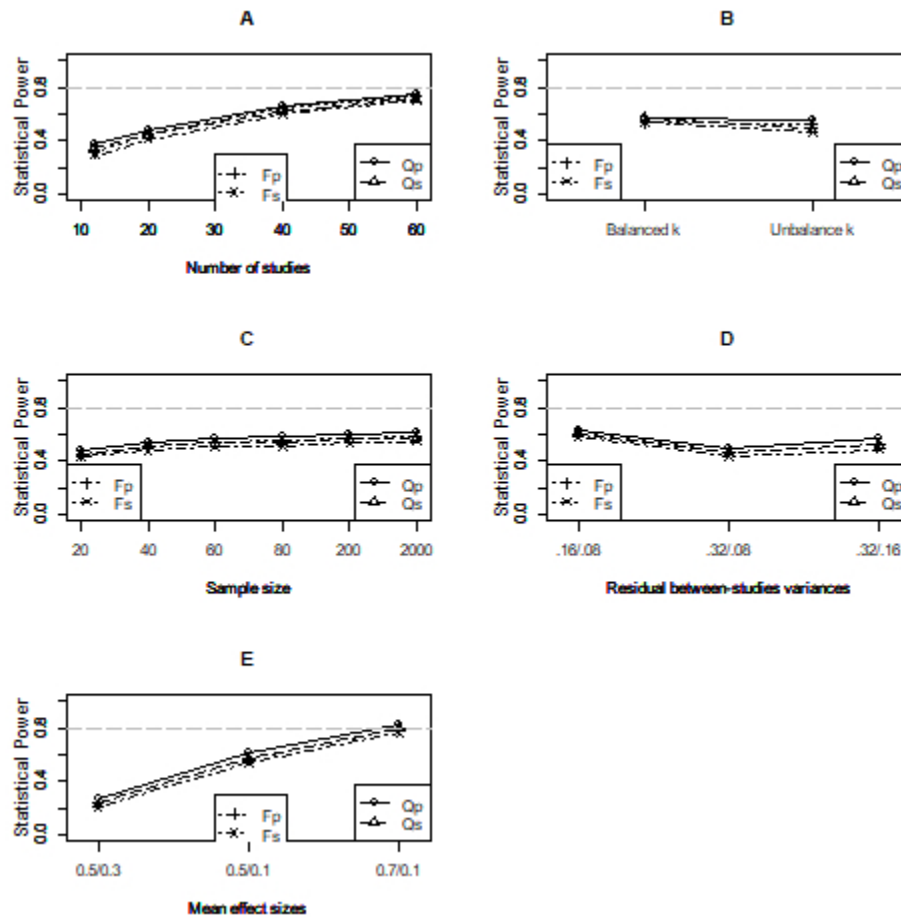 A
Statistical Power
0.0 0.4 0.8
Fp
Fs
Qp
Qs
10 20 30 40 50 60
Number of studies
B
Statistical Power
0.0 0.4 0.8
Fp
Fs
Qp
Qs
Balanced k Unbalance k
C
Statistical Power
0.0 0.4 0.8
Fp
Fs
Qp
Qs
20 40 60 80 200 2000
Sample size
D
Statistical Power
0.0 0.4 0.8
Fp
Fs
Qp
Qs
.16/.08 .32/.08 .32/.16
Residual between-studies variances
E
Statistical Power
0.0 0.4 0.8
Fp
Fs
Qp
Qs
0.5/0.3 0.5/0.1 0.7/0.1
Mean effect sizes